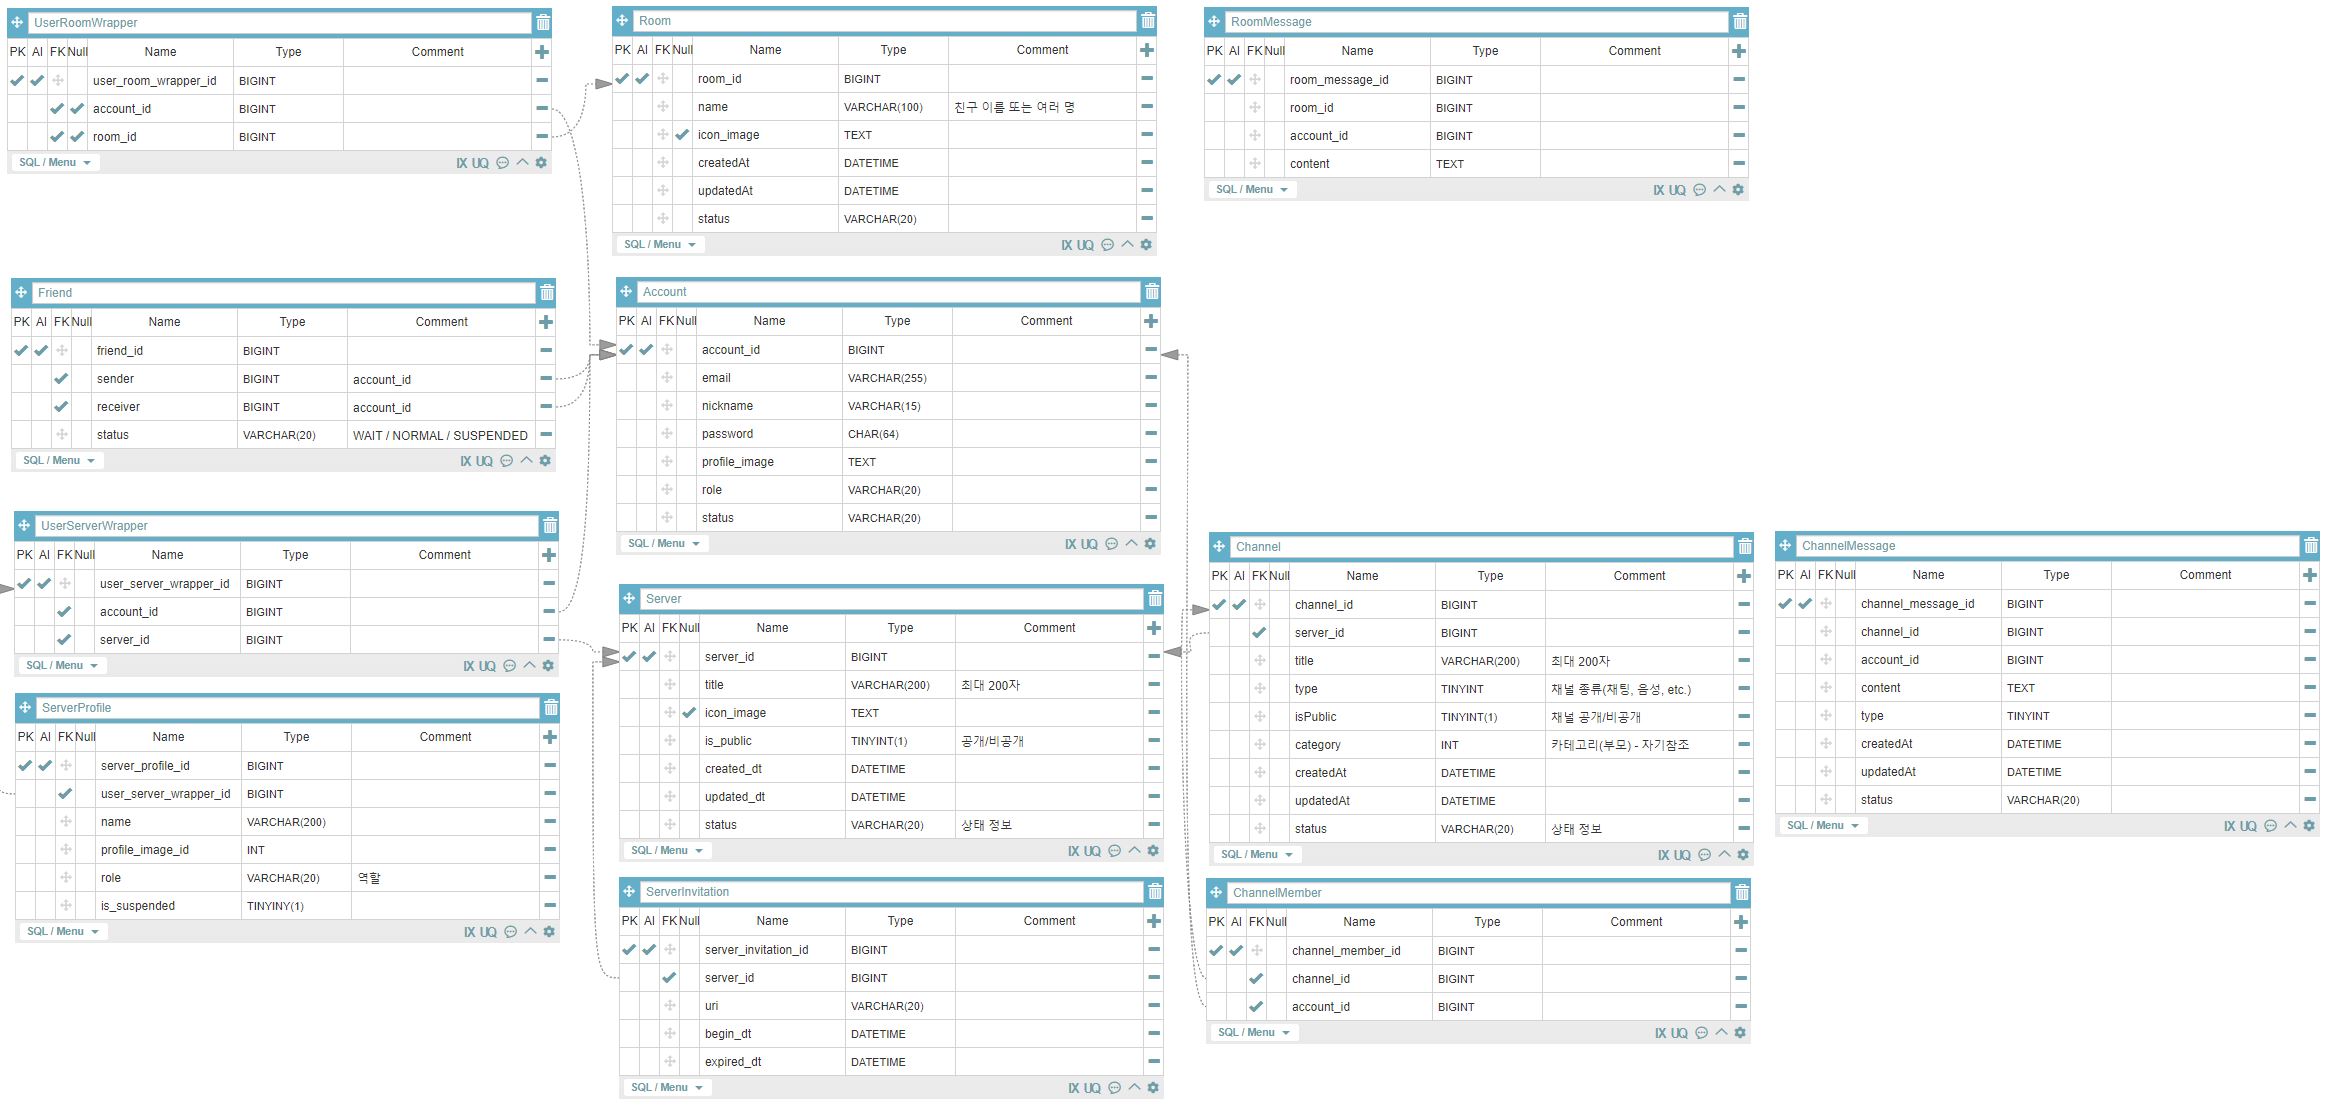 UserRoomWrapper
PK AI FK Null Name Type Comment
user_room_wrapper_id BIGINT
account_id BIGINT
room_id BIGINT
SQL / Menu IX UQ
Room
PK AI FK Null Name Type Comment
room_id BIGINT
name VARCHAR(100) 친구 이름 또는 여러 명
icon_image TEXT
createdAt DATETIME
updatedAt DATETIME
status VARCHAR(20)
SQL / Menu IX UQ
RoomMessage
PK AI FK Null Name Type Comment
room_message_id BIGINT
room_id BIGINT
account_id BIGINT
content TEXT
SQL / Menu IX UQ
Friend
PK AI FK Null Name Type Comment
friend_id BIGINT
sender BIGINT account_id
receiver BIGINT account_id
status VARCHAR(20) WAIT / NORMAL / SUSPENDED
SQL / Menu IX UQ
Account
PK AI FK Null Name Type Comment
account_id BIGINT
email VARCHAR(255)
nickname VARCHAR(15)
password CHAR(64)
profile_image TEXT
role VARCHAR(20)
status VARCHAR(20)
SQL / Menu IX UQ
UserServerWrapper
PK AI FK Null Name Type Comment
user_server_wrapper_id BIGINT
account_id BIGINT
server_id BIGINT
SQL / Menu IX UQ
ServerProfile
PK AI FK Null Name Type Comment
server_profile_id BIGINT
user_server_wrapper_id BIGINT
name VARCHAR(200)
profile_image_id INT
role VARCHAR(20) 역할
is_suspended TINYINY(1)
SQL / Menu IX UQ
Server
PK AI FK Null Name Type Comment
server_id BIGINT
title VARCHAR(200) 최대 200자
icon_image TEXT
is_public TINYINT(1) 공개/비공개
created_dt DATETIME
updated_dt DATETIME
status VARCHAR(20) 상태 정보
SQL / Menu IX UQ
ServerInvitation
PK AI FK Null Name Type Comment
server_invitation_id BIGINT
server_id BIGINT
uri VARCHAR(20)
begin_dt DATETIME
expired_dt DATETIME
SQL / Menu IX UQ
Channel
PK AI FK Null Name Type Comment
channel_id BIGINT
server_id BIGINT
title VARCHAR(200) 최대 200자
type TINYINT 채널 종류(채팅, 음성, etc.)
isPublic TINYINT(1) 채널 공개/비공개
category INT 카테고리(부모) - 자기참조
createdAt DATETIME
updatedAt DATETIME
status VARCHAR(20) 상태 정보
SQL / Menu IX UQ
ChannelMember
PK AI FK Null Name Type Comment
channel_member_id BIGINT
channel_id BIGINT
account_id BIGINT
SQL / Menu IX UQ
ChannelMessage
PK AI FK Null Name Type Comment
channel_message_id BIGINT
channel_id BIGINT
account_id BIGINT
content TEXT
type TINYINT
createdAt DATETIME
updatedAt DATETIME
status VARCHAR(20)
SQL / Menu IX UQ